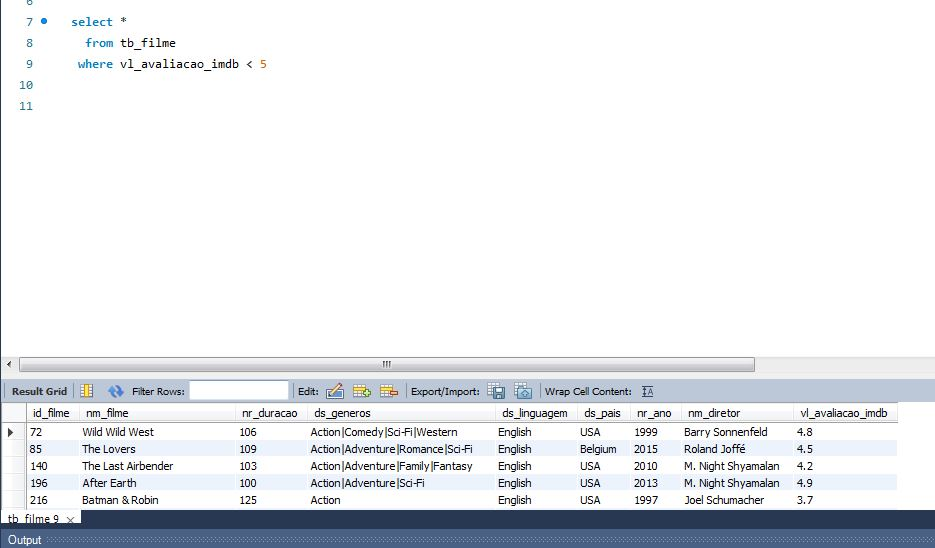 6
7 select *
8 from tb_filme
9 where vl_avaliacao_imdb < 5
10
11
Result Grid Filter Rows: Edit: Export/Import: Wrap Cell Content:
id_filme nm_filme nr_duracao ds_generos ds_linguagem ds_pais nr_ano nm_diretor vl_avaliacao_imdb
72 Wild Wild West 106 Action|Comedy|Sci-Fi|Western English USA 1999 Barry Sonnenfeld 4.8
85 The Lovers 109 Action|Adventure|Romance|Sci-Fi English Belgium 2015 Roland Joffé 4.5
140 The Last Airbender 103 Action|Adventure|Family|Fantasy English USA 2010 M. Night Shyamalan 4.2
196 After Earth 100 Action|Adventure|Sci-Fi English USA 2013 M. Night Shyamalan 4.9
216 Batman & Robin 125 Action English USA 1997 Joel Schumacher 3.7
tb_filme 9
Output